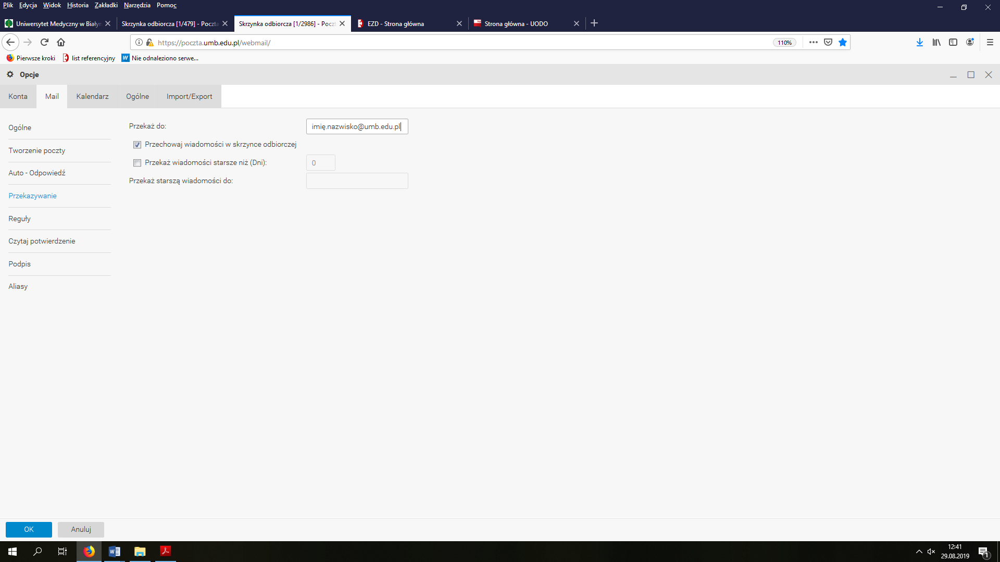 Plik Edycja Widok Historia Zakładki Narzędzia Pomoc
Uniwersytet Medyczny w Biały
Skrzynka odbiorcza [1/479] - Poczta
Skrzynka odbiorcza [1/2986] - Poczt
EZD - Strona główna
Strona główna - UODO
https://poczta.umb.edu.pl/webmail/
110%
Pierwsze kroki
list referencyjny
Nie odnaleziono serwe...
Opcje
Konta
Mail
Kalendarz
Ogólne
Import/Export
Ogólne
Tworzenie poczty
Auto - Odpowiedź
Przekazywanie
Reguły
Czytaj potwierdzenie
Podpis
Aliasy
Przekaż do:
imię.nazwisko@umb.edu.pl
Przechowaj wiadomości w skrzynce odbiorczej
Przekaż wiadomości starsze niż (Dni):
0
Przekaż starszą wiadomości do:
OK
Anuluj
12:41
29.08.2019
1